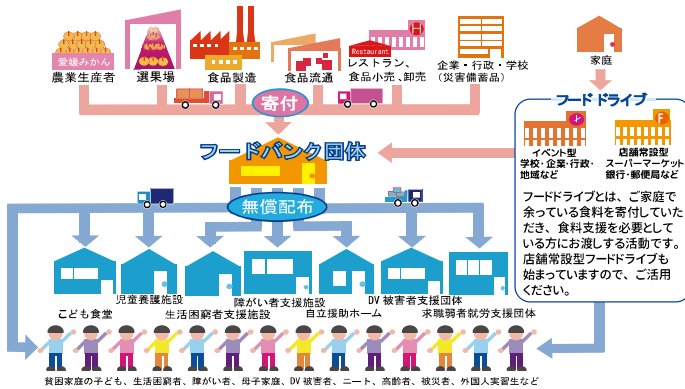 愛媛みかん
農業生産者
選果場
食品製造
食品流通
Restaurant
レストラン、
食品小売、卸売
企業・行政・学校
（災害備蓄品）
家庭
寄付
フードバンク団体
無償配布
フードドライブ
イベント型
学校・企業・行政・
地域など
F
店舗常設型
スーパーマーケット
銀行・郵便局など
フードドライブとは、ご家庭で
余っている食料を寄付していた
だき、食料支援を必要として
いる方にお渡しする活動です。
店舗常設型フードドライブも
始まっていますので、ご活用
ください。
こども食堂
児童養護施設
生活困窮者支援施設
障がい者支援施設
自立援助ホーム
DV被害者支援団体
求職弱者就労支援団体
貧困家庭の子ども、生活困窮者、障がい者、母子家庭、DV被害者、ニート、高齢者、被災者、外国人実習生など